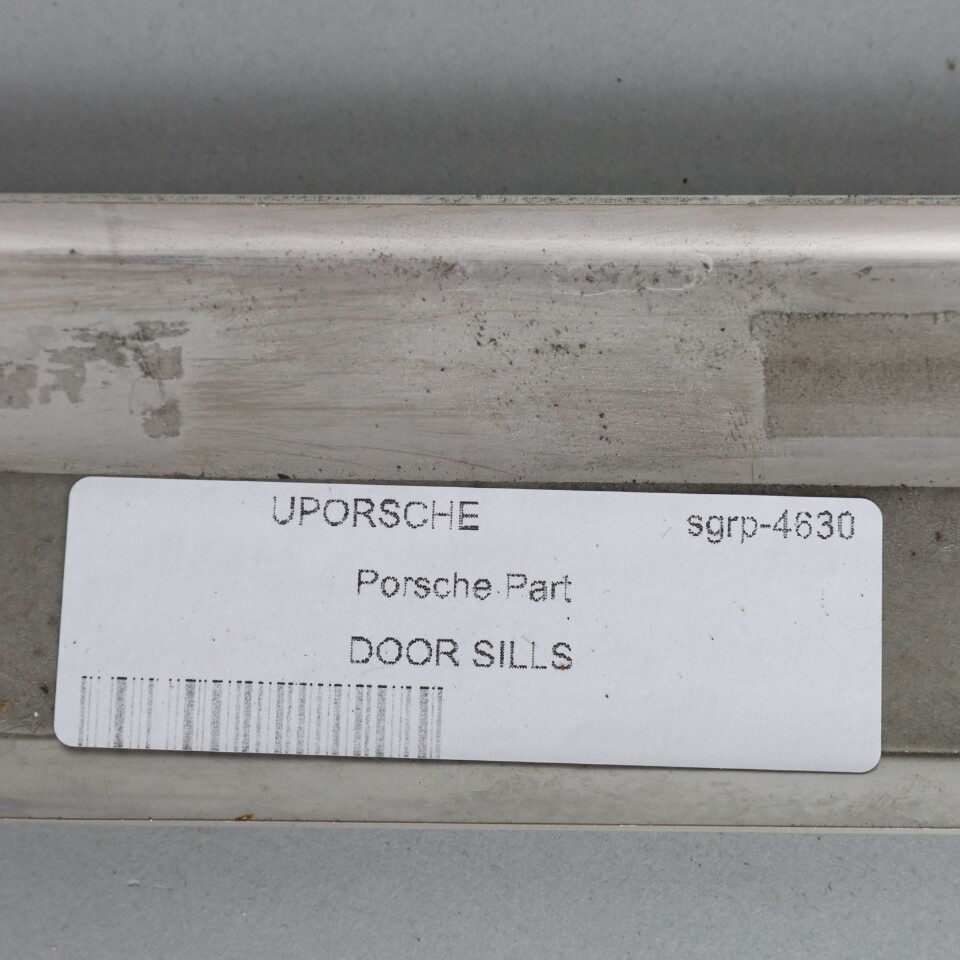 UPORSCHE sgrp-4630
Porsche Part
DOOR SILLS